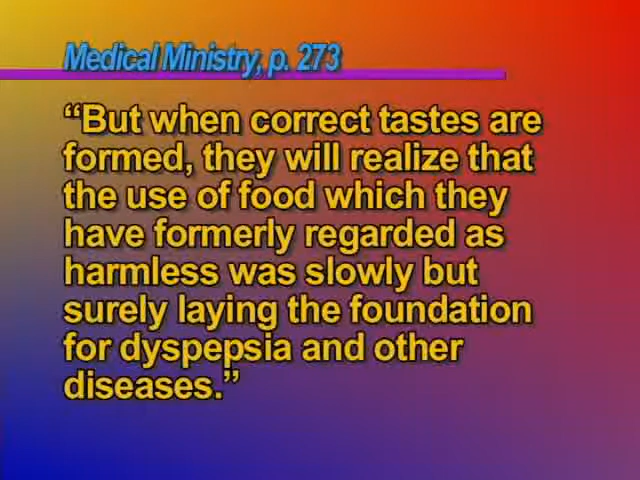 Medical Ministry, p. 273
“But when correct tastes are
formed, they will realize that
the use of food which they
have formerly regarded as
harmless was slowly but
surely laying the foundation
for dyspepsia and other
diseases.”